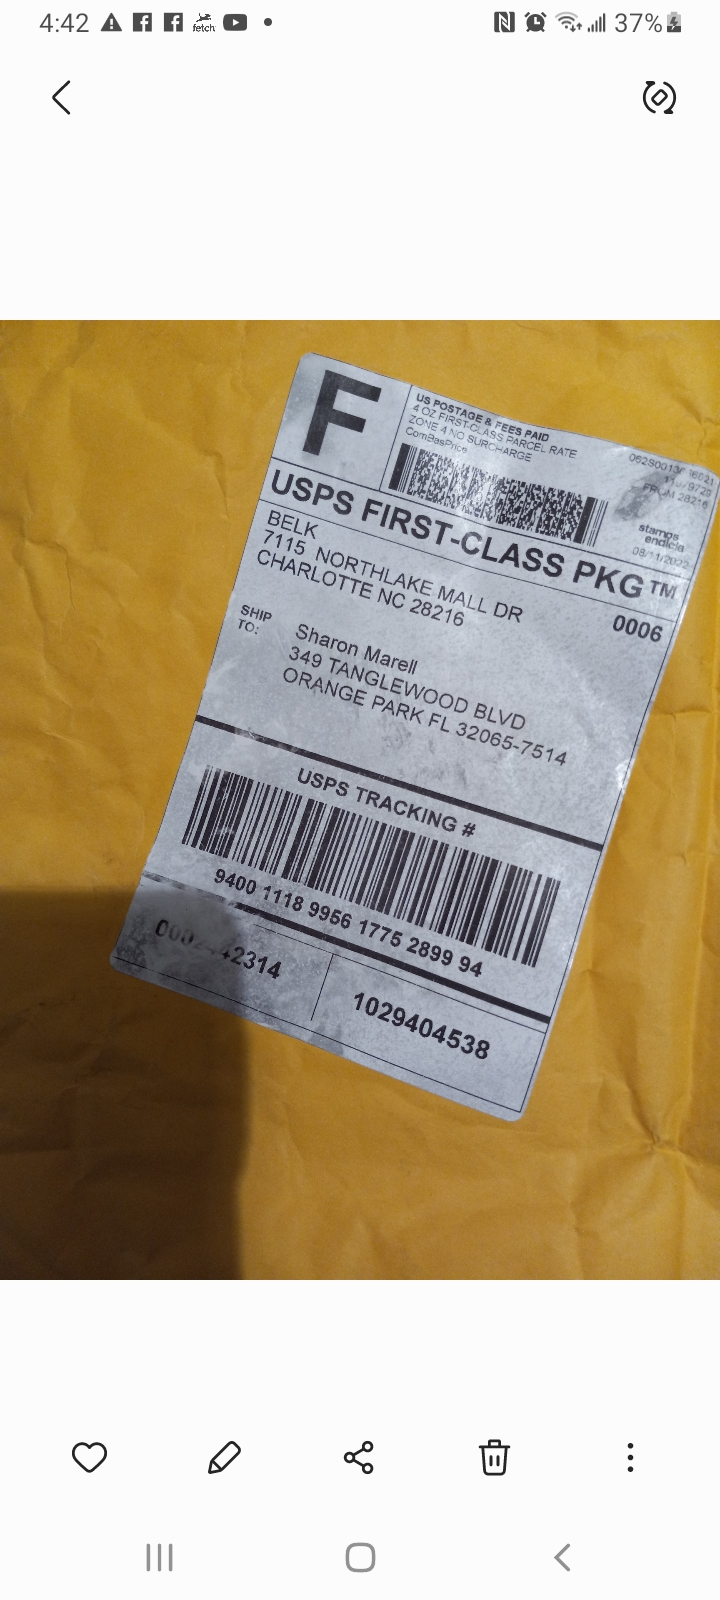 4:42
fetch
37%
F
US POSTAGE & FEES PAID
4 OZ FIRST-CLASS PARCEL RATE
ZONE 4 NO SURCHARGE
ComBasPrice
FROM
stamps
endicia
USPS FIRST-CLASS PKG™
BELK
7115 NORTHLAKE MALL DR
CHARLOTTE NC 28216
0006
SHIP
TO:
Sharon Marell
349 TANGLEWOOD BLVD
ORANGE PARK FL 32065-7514
USPS TRACKING #
9400 1118 9956 1775 2899 94
1029404538